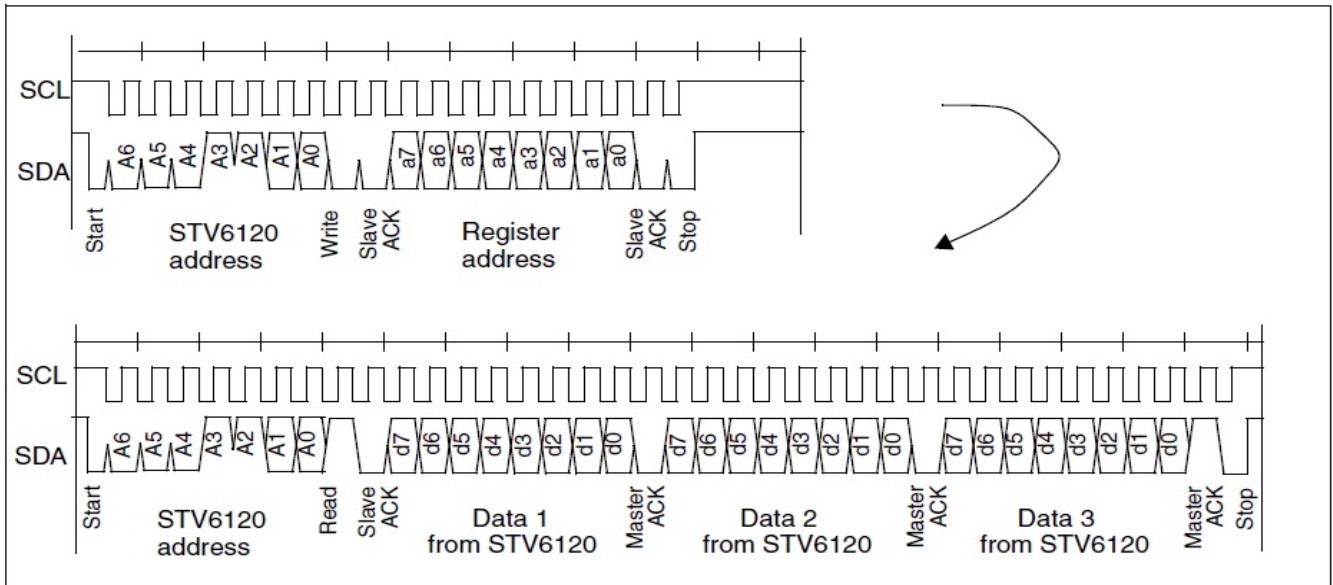 SCL
SDA
A6 A5 A4 A3 A2 A1 A0 a7 a6 a5 a4 a3 a2 a1 a0
Start
STV6120
address
Write
Slave
ACK
Register
address
Slave
ACK
Stop
SCL
SDA
A6 A5 A4 A3 A2 A1 A0 d7 d6 d5 d4 d3 d2 d1 d0 d7 d6 d5 d4 d3 d2 d1 d0 d7 d6 d5 d4 d3 d2 d1 d0
Start
STV6120
address
Read
Slave
ACK
Data 1
from STV6120
Master
ACK
Data 2
from STV6120
Master
ACK
Data 3
from STV6120
Master
ACK
Stop